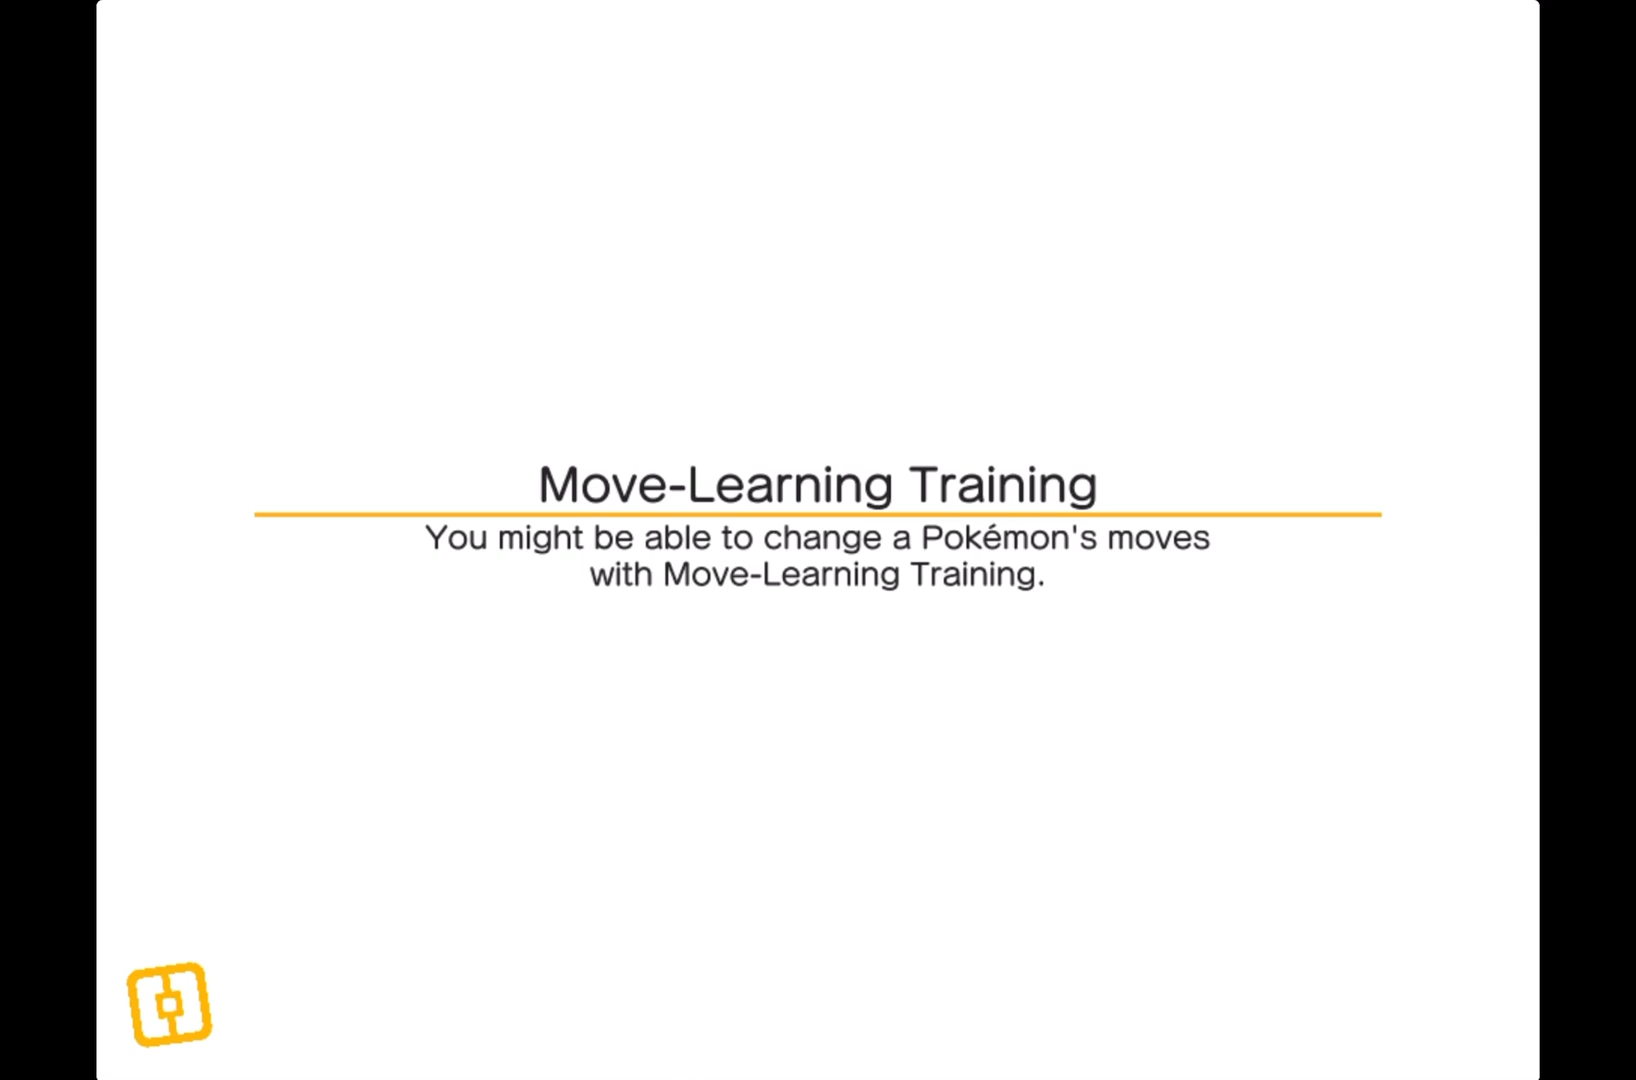 Move-Learning Training
You might be able to change a Pokémon's moves
with Move-Learning Training.